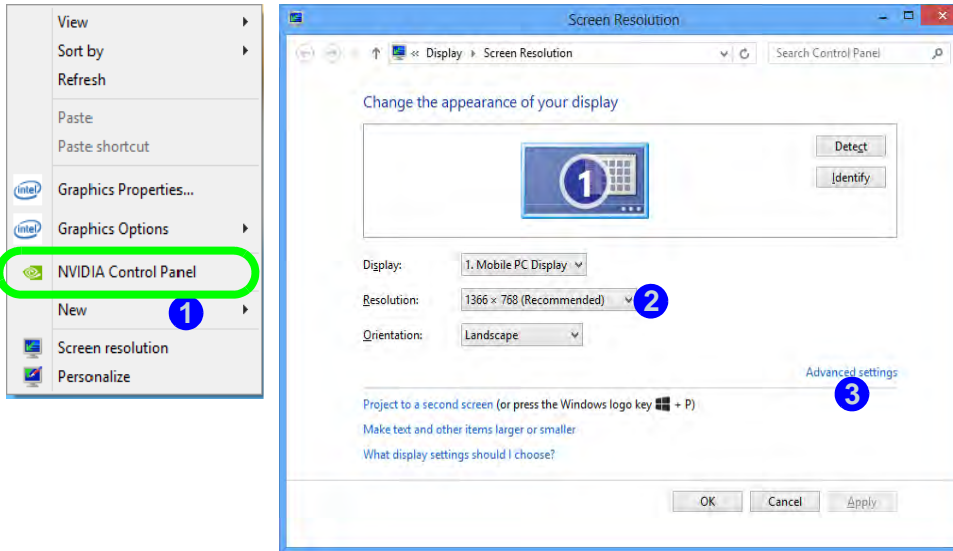 View
Sort by
Refresh
Paste
Paste shortcut
intel Graphics Properties...
intel Graphics Options
NVIDIA Control Panel
New
1
Screen resolution
Personalize
Screen Resolution
« Display Screen Resolution
Search Control Panel
Change the appearance of your display
1
Detect
Identify
Display: 1. Mobile PC Display
Resolution: 1366 × 768 (Recommended) 2
Orientation: Landscape
Advanced settings
3
Project to a second screen (or press the Windows logo key + P)
Make text and other items larger or smaller
What display settings should I choose?
OK Cancel Apply